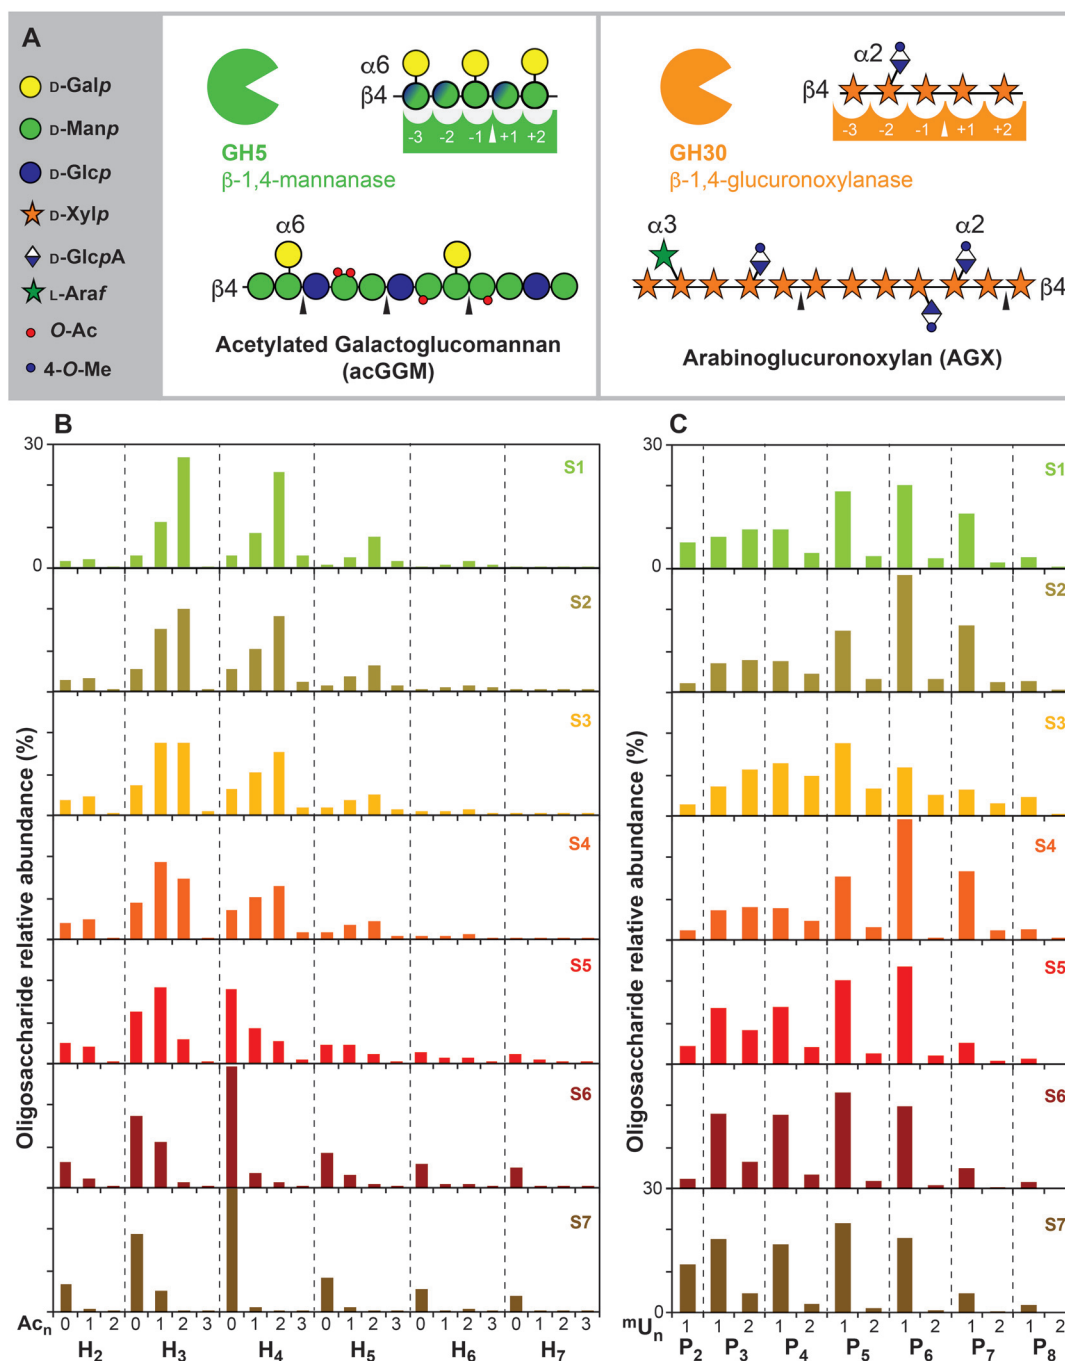 A
D-Galp
D-Manp
D-Glcp
D-Xylp
D-GlcpA
L-Araf
O-Ac
4-O-Me
GH5
β-1,4-mannanase
α6
β4
-3 -2 -1 +1 +2
α6
β4
Acetylated Galactoglucomannan
(acGGM)
GH30
β-1,4-glucuronoxylanase
α2
β4
-3 -2 -1 +1 +2
α3
α2
β4
Arabinoglucuronoxylan (AGX)
B
Oligosaccharide relative abundance (%)
30
0
S1
S2
S3
S4
S5
S6
S7
Acn
0 1 2 0 1 2 3 0 1 2 3 0 1 2 3 0 1 2 3 0 1 2 3
H2 H3 H4 H5 H6 H7
C
Oligosaccharide relative abundance (%)
30
0
S1
S2
S3
S4
S5
S6
30
S7
0
mUn
1 1 2 1 2 1 2 1 2 1 2 1 2
P2 P3 P4 P5 P6 P7 P8